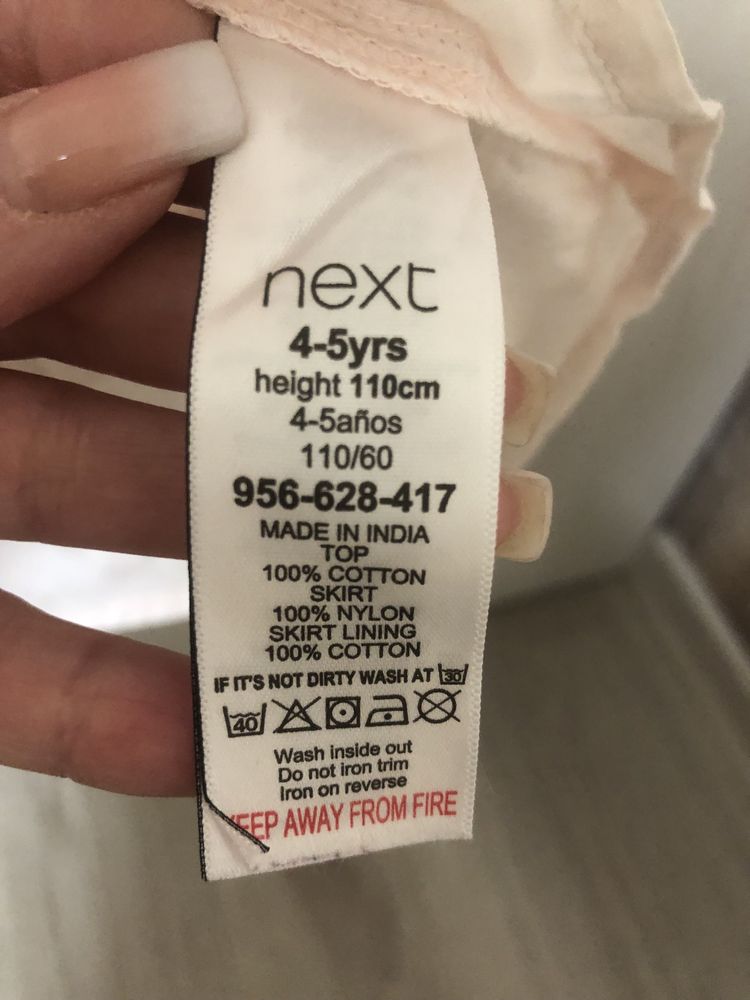 next
4-5yrs
height 110cm
4-5años
110/60
956-628-417
MADE IN INDIA
TOP
100% COTTON
SKIRT
100% NYLON
SKIRT LINING
100% COTTON
IF IT'S NOT DIRTY WASH AT 30
40
Wash inside out
Do not iron trim
Iron on reverse
KEEP AWAY FROM FIRE